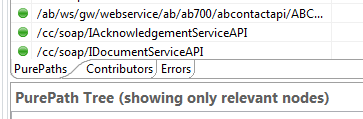 /ab/ws/gw/webservice/ab/ab700/abcontactapi/ABC...
/cc/soap/IAcknowledgementServiceAPI
/cc/soap/IDocumentServiceAPI
PurePaths Contributors Errors
PurePath Tree (showing only relevant nodes)